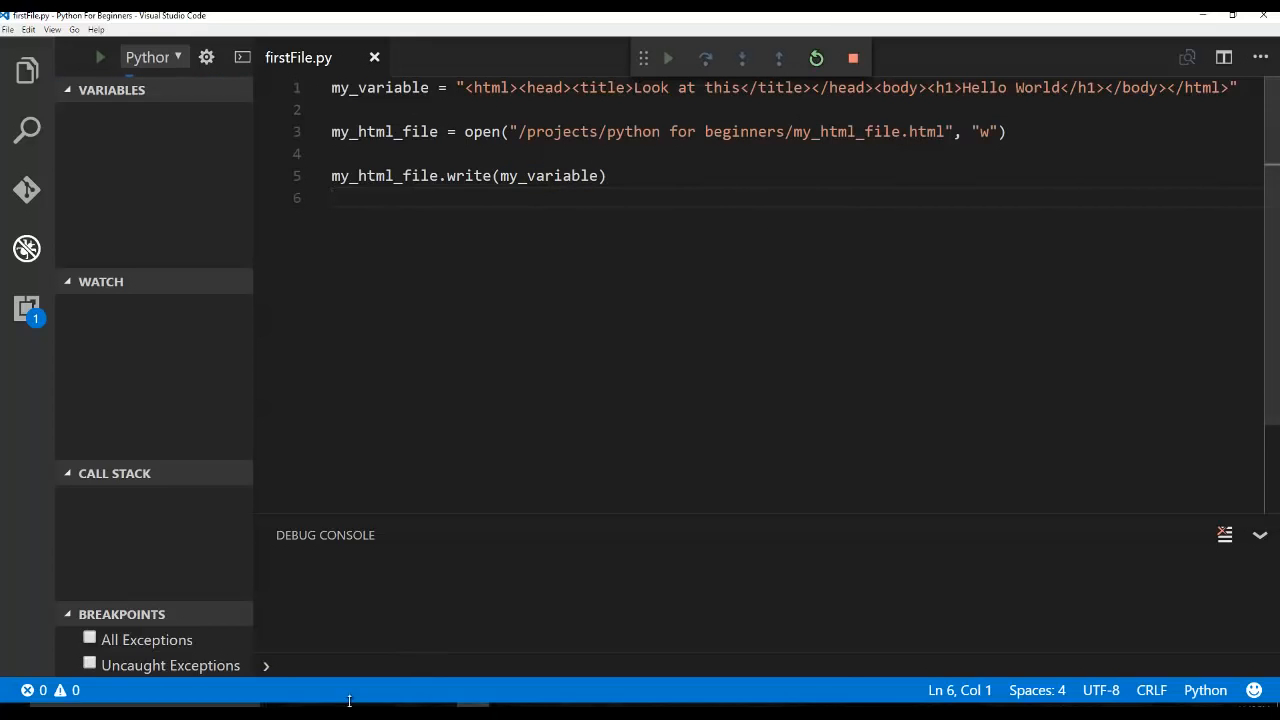 firstFile.py - Python For Beginners - Visual Studio Code
File Edit View Go Help
Python
firstFile.py
VARIABLES
1 my_variable = "<html><head><title>Look at this</title></head><body><h1>Hello World</h1></body></html>"
2
3 my_html_file = open("/projects/python for beginners/my_html_file.html", "w")
4
5 my_html_file.write(my_variable)
6
WATCH
1
CALL STACK
DEBUG CONSOLE
BREAKPOINTS
All Exceptions
Uncaught Exceptions
0 0 Ln 6, Col 1 Spaces: 4 UTF-8 CRLF Python